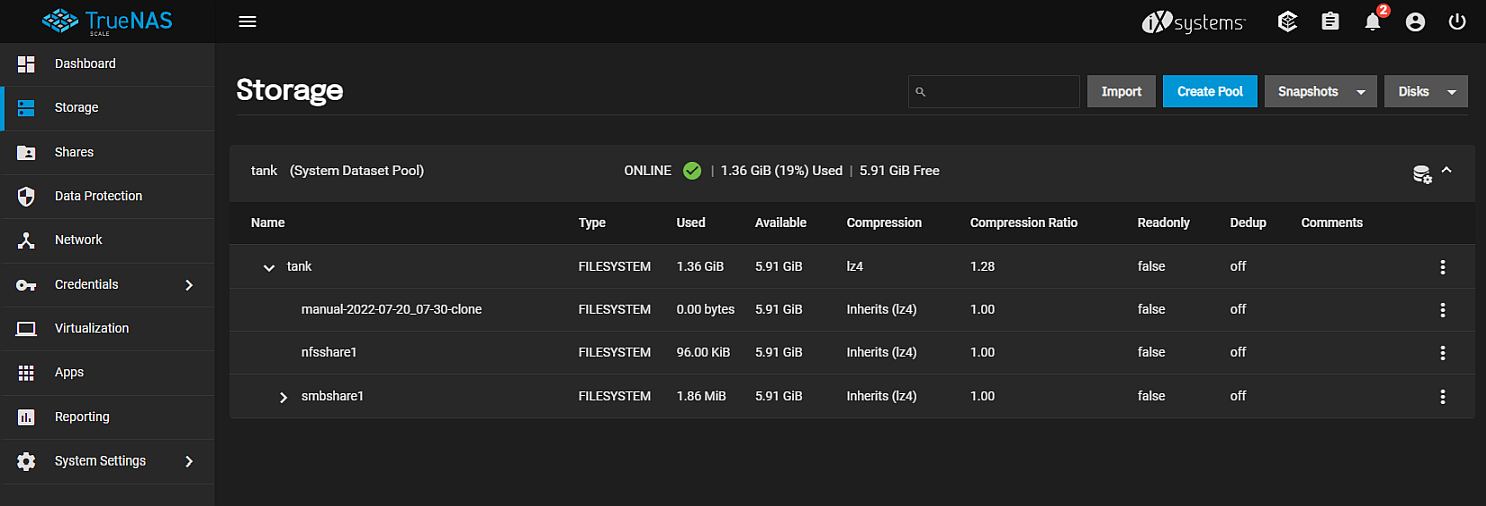 TrueNAS
SCALE
iX systems
2
Dashboard
Storage
Shares
Data Protection
Network
Credentials
Virtualization
Apps
Reporting
System Settings
Storage
Import
Create Pool
Snapshots
Disks
tank (System Dataset Pool) ONLINE | 1.36 GiB (19%) Used | 5.91 GiB Free
Name Type Used Available Compression Compression Ratio Readonly Dedup Comments
tank FILESYSTEM 1.36 GiB 5.91 GiB lz4 1.28 false off
manual-2022-07-20_07-30-clone FILESYSTEM 0.00 bytes 5.91 GiB Inherits (lz4) 1.00 false off
nfsshare1 FILESYSTEM 96.00 KiB 5.91 GiB Inherits (lz4) 1.00 false off
smbshare1 FILESYSTEM 1.86 MiB 5.91 GiB Inherits (lz4) 1.00 false off